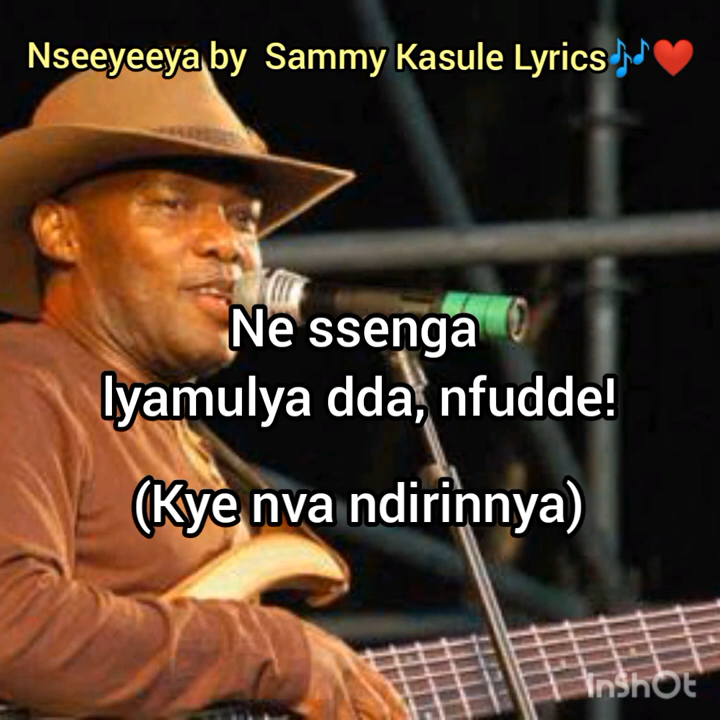 Nseeyeeya by Sammy Kasule Lyrics🎶❤️
Ne ssenga
lyamulya dda, nfudde!
(Kye nva ndirinnya)
InShOt